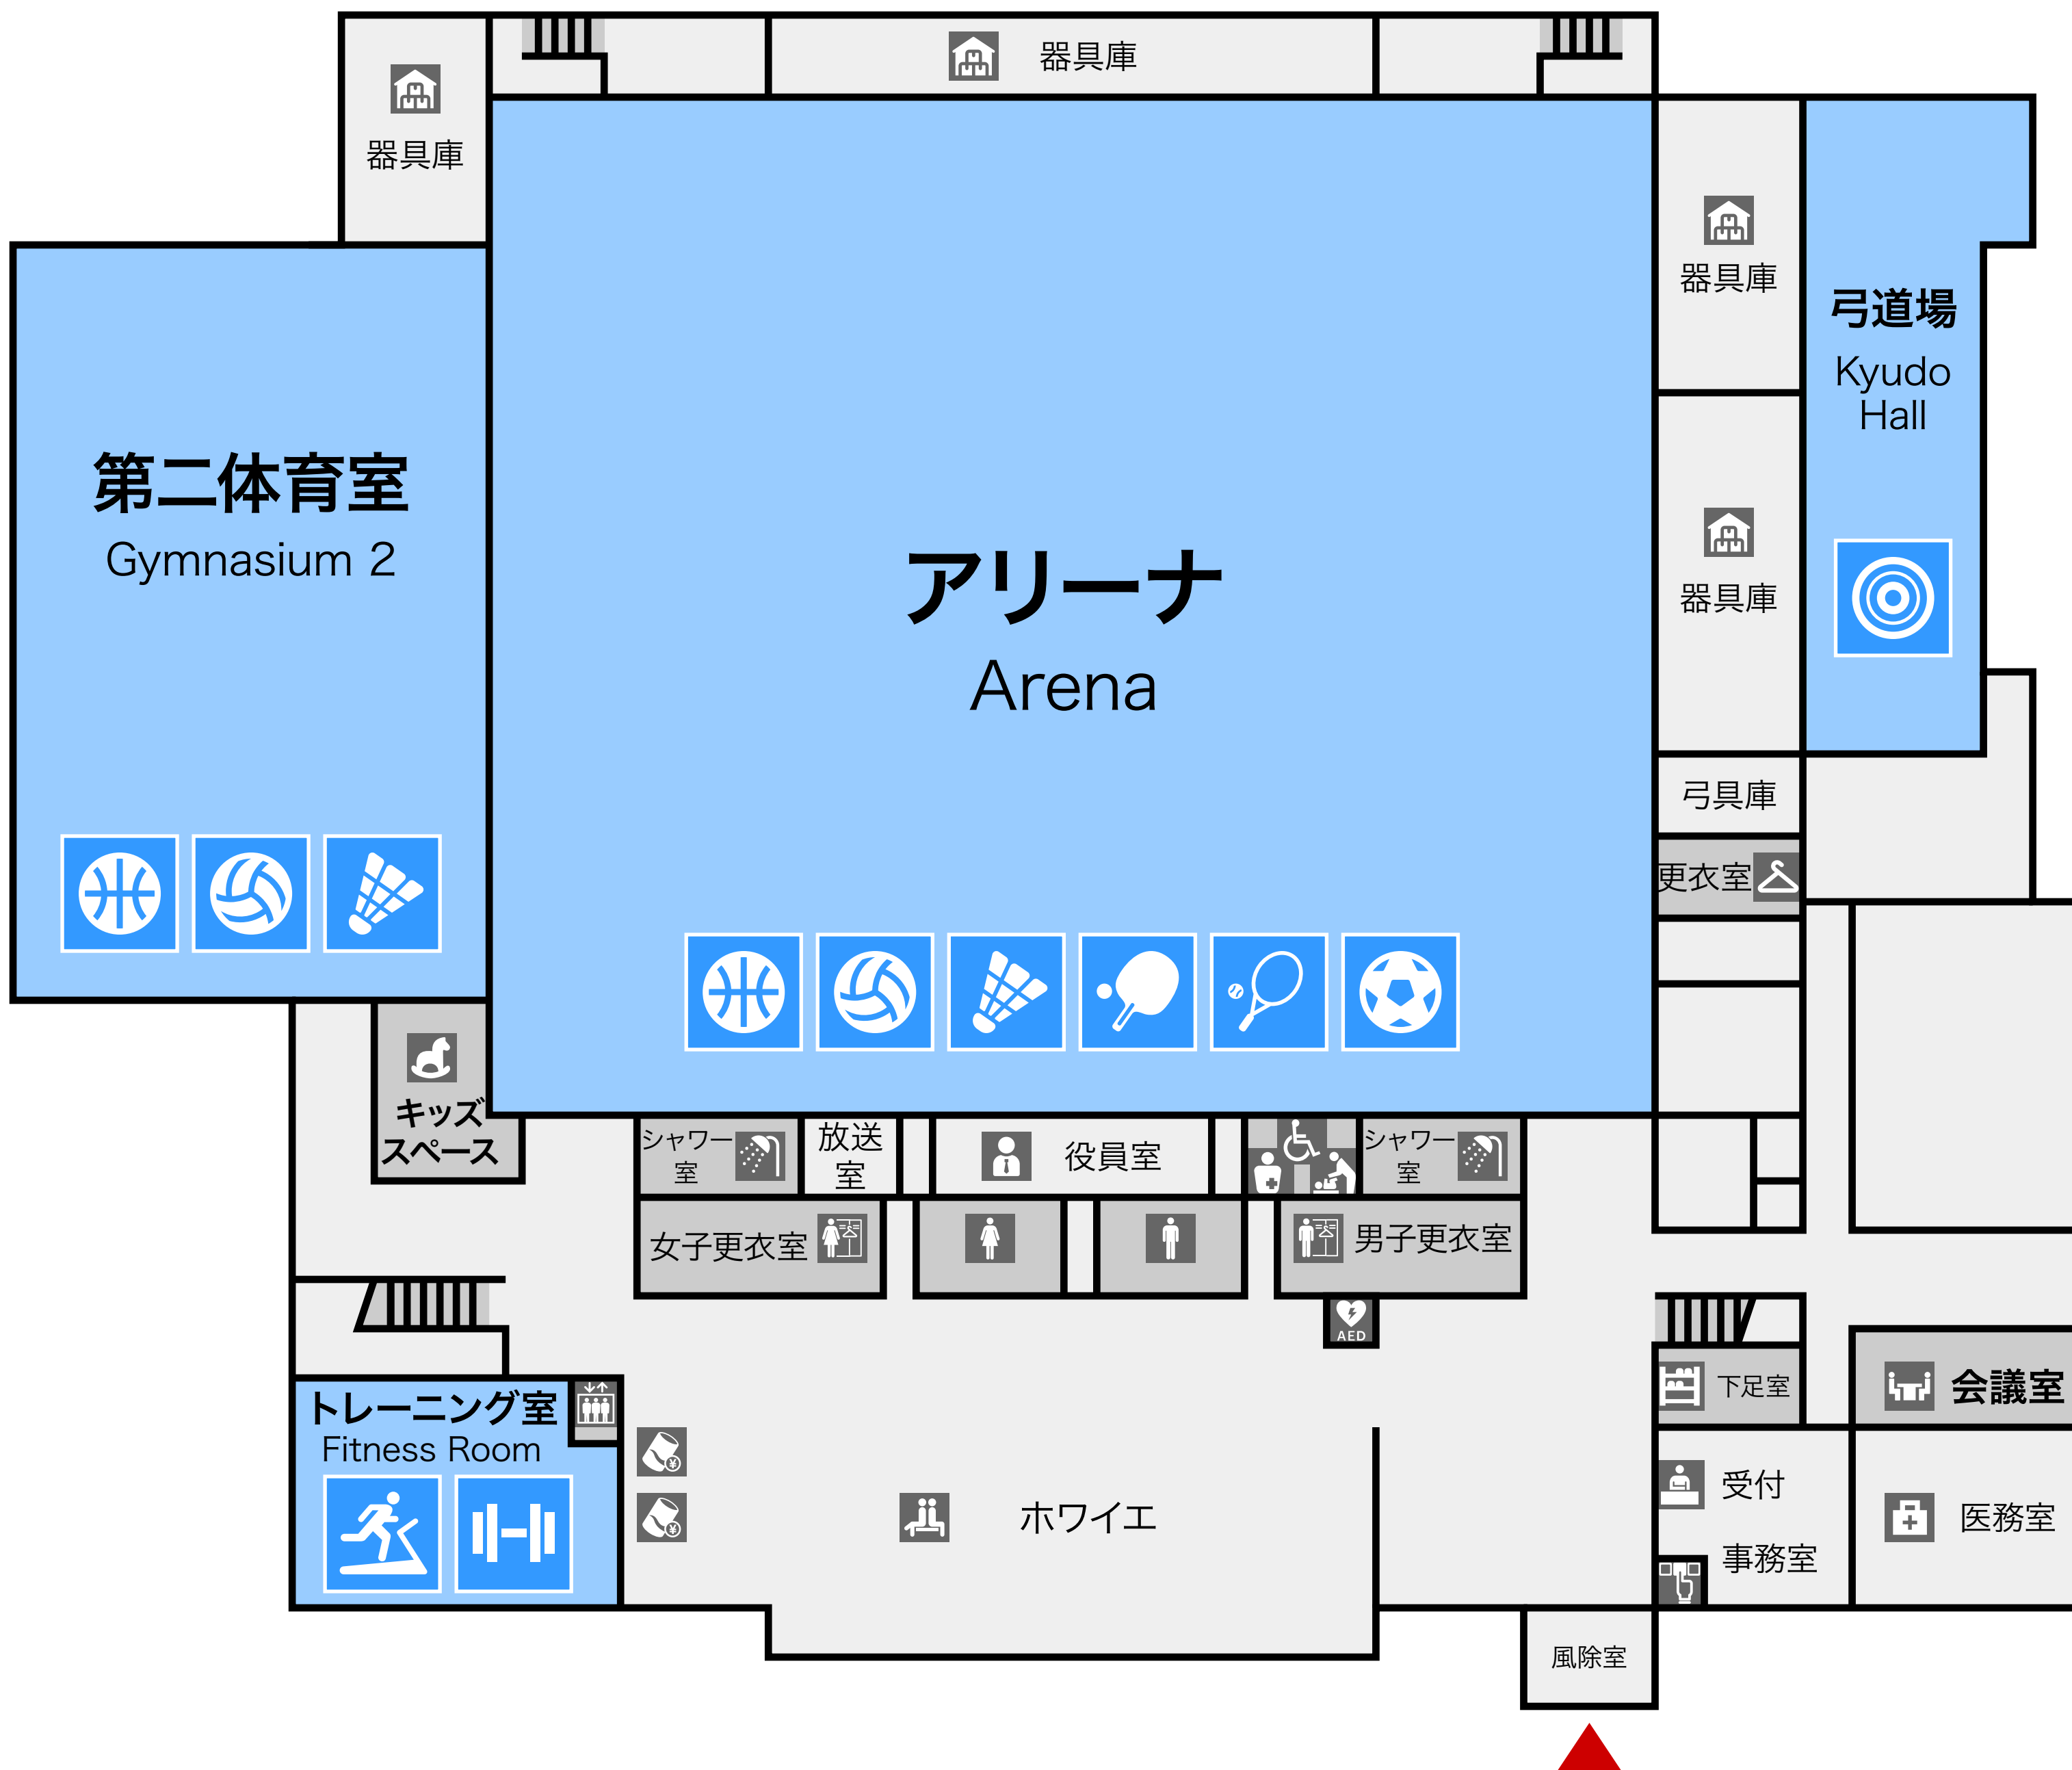 器具庫
器具庫
器具庫
弓道場
Kyudo
Hall
第二体育室
Gymnasium 2
アリーナ
Arena
器具庫
弓具庫
更衣室
キッズ
スペース
シャワー
室
放送
室
役員室
シャワー
室
女子更衣室
男子更衣室
AED
トレーニング室
Fitness Room
下足室
会議室
受付
ホワイエ
医務室
事務室
風除室